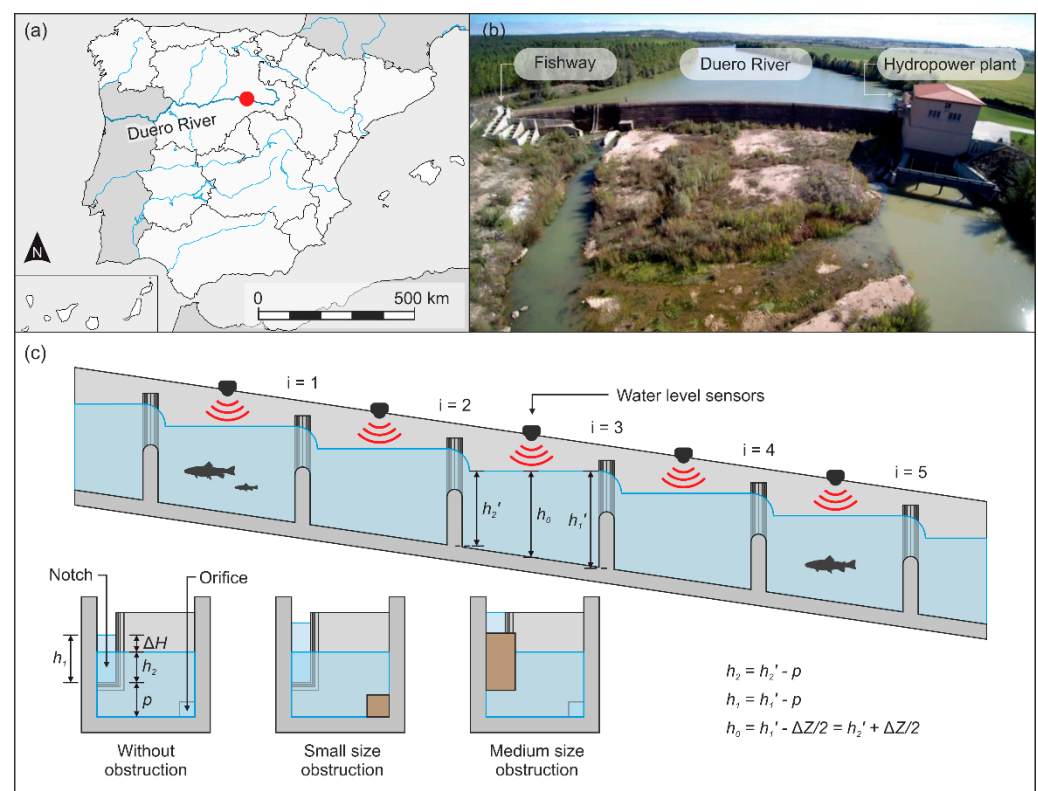 (a)
Duero River
N
0
500 km
(b)
Fishway
Duero River
Hydropower plant
(c)
i = 1
i = 2
Water level sensors
i = 3
i = 4
i = 5
h₂'
h₀
h₁'
Notch
Orifice
ΔH
h₁
h₂
p
Without
obstruction
Small size
obstruction
Medium size
obstruction
h₂ = h₂' - p
h₁ = h₁' - p
h₀ = h₁' - ΔZ/2 = h₂' + ΔZ/2